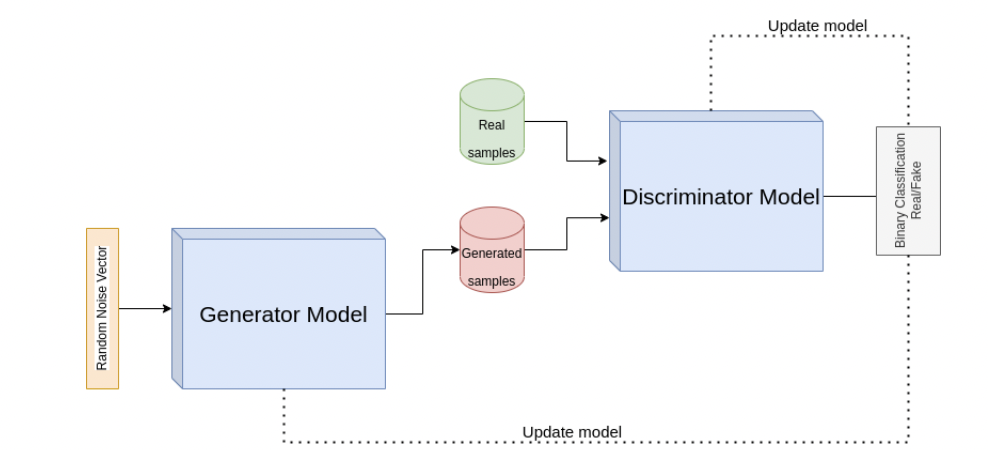 Update model
Real
samples
Discriminator Model
Binary Classification
Real/Fake
Generated
samples
Random Noise Vector
Generator Model
Update model